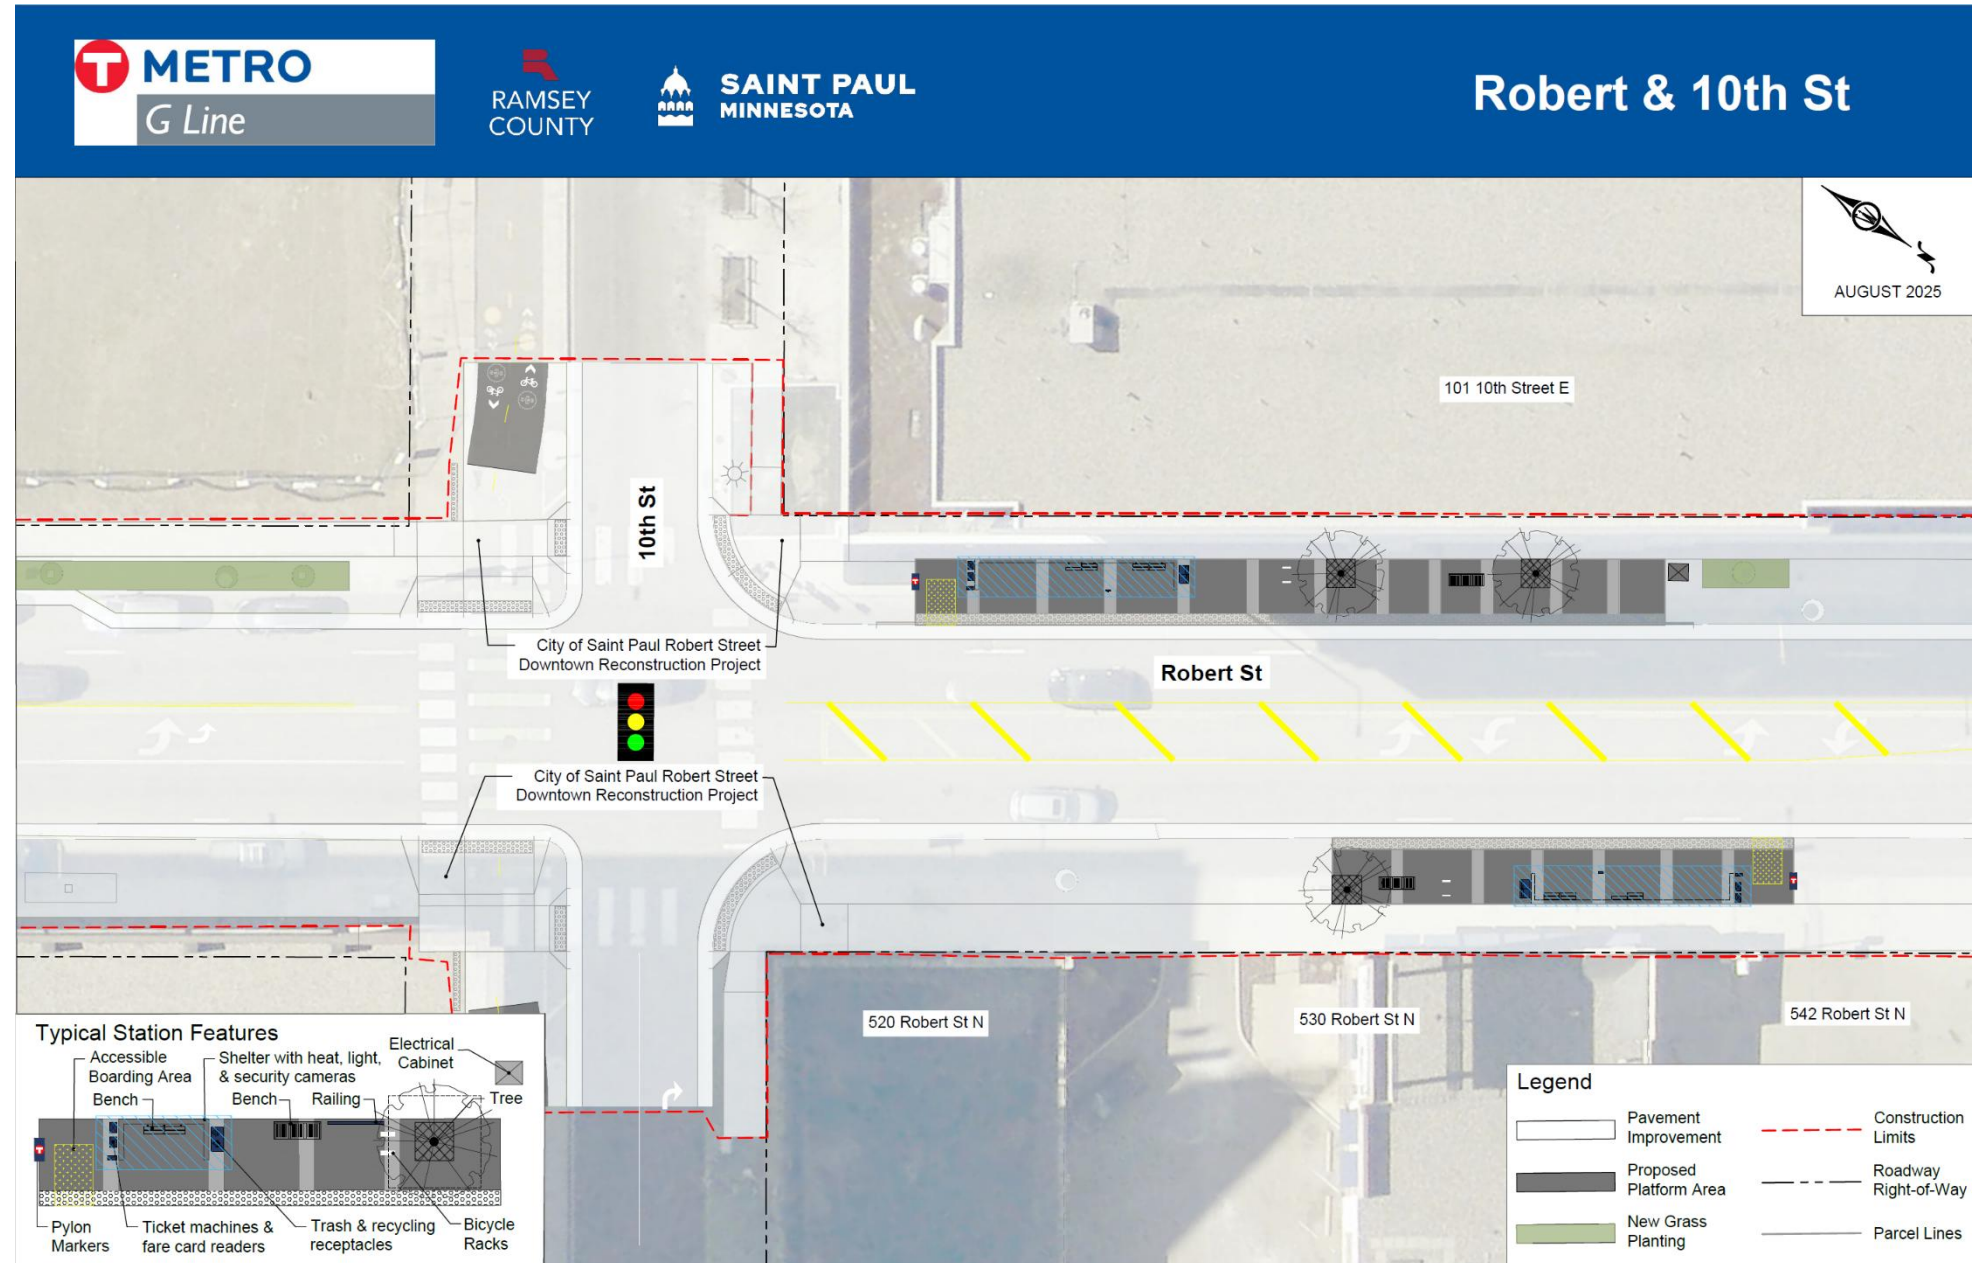 T METRO
G Line
RAMSEY
COUNTY
SAINT PAUL
MINNESOTA
Robert & 10th St
N
AUGUST 2025
101 10th Street E
10th St
City of Saint Paul Robert Street
Downtown Reconstruction Project
Robert St
City of Saint Paul Robert Street
Downtown Reconstruction Project
520 Robert St N
530 Robert St N
542 Robert St N
Typical Station Features
Accessible
Boarding Area
Shelter with heat, light,
& security cameras
Electrical
Cabinet
Bench
Bench
Railing
Tree
Pylon
Markers
Ticket machines &
fare card readers
Trash & recycling
receptacles
Bicycle
Racks
Legend
Pavement
Improvement
Construction
Limits
Proposed
Platform Area
Roadway
Right-of-Way
New Grass
Planting
Parcel Lines